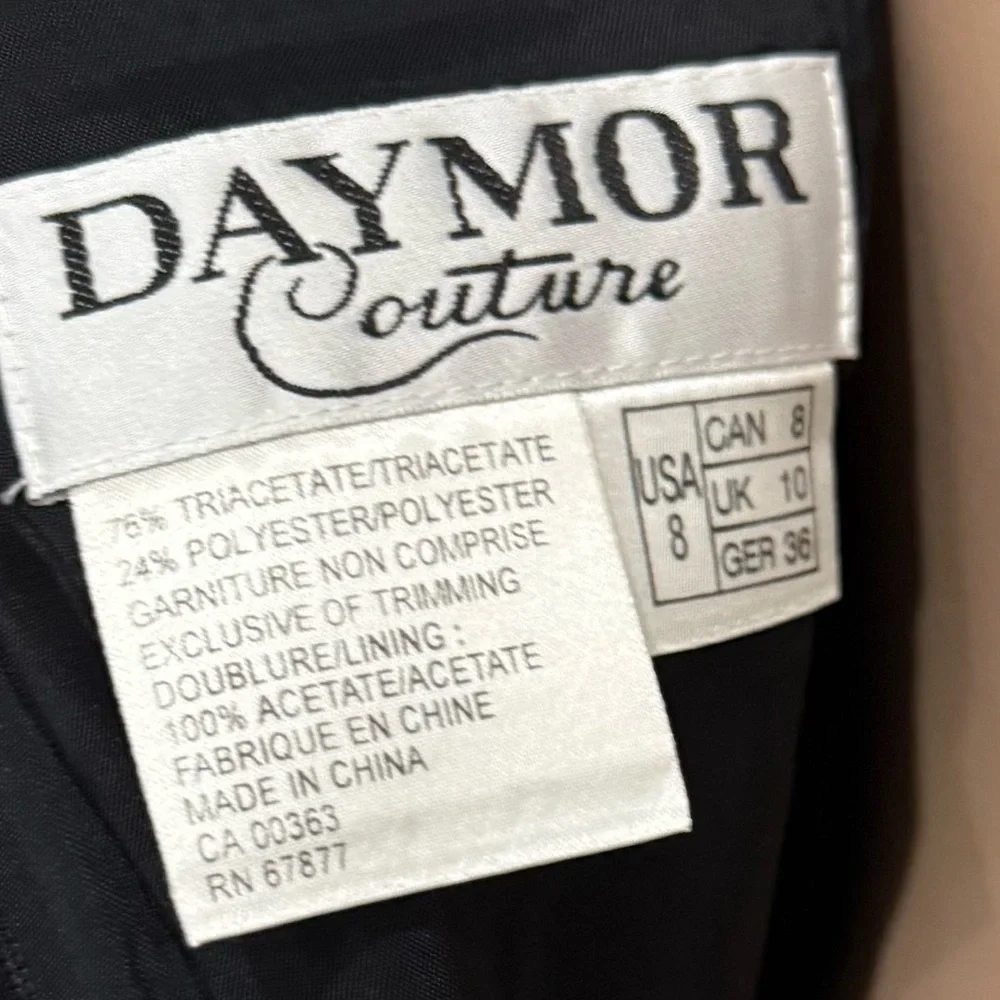 DAYMOR
Couture
76% TRIACETATE/TRIACETATE
24% POLYESTER/POLYESTER
GARNITURE NON COMPRISE
EXCLUSIVE OF TRIMMING
DOUBLURE/LINING :
100% ACETATE/ACETATE
FABRIQUE EN CHINE
MADE IN CHINA
CA 00363
RN 67877
USA
8
CAN 8
UK 10
GER 36